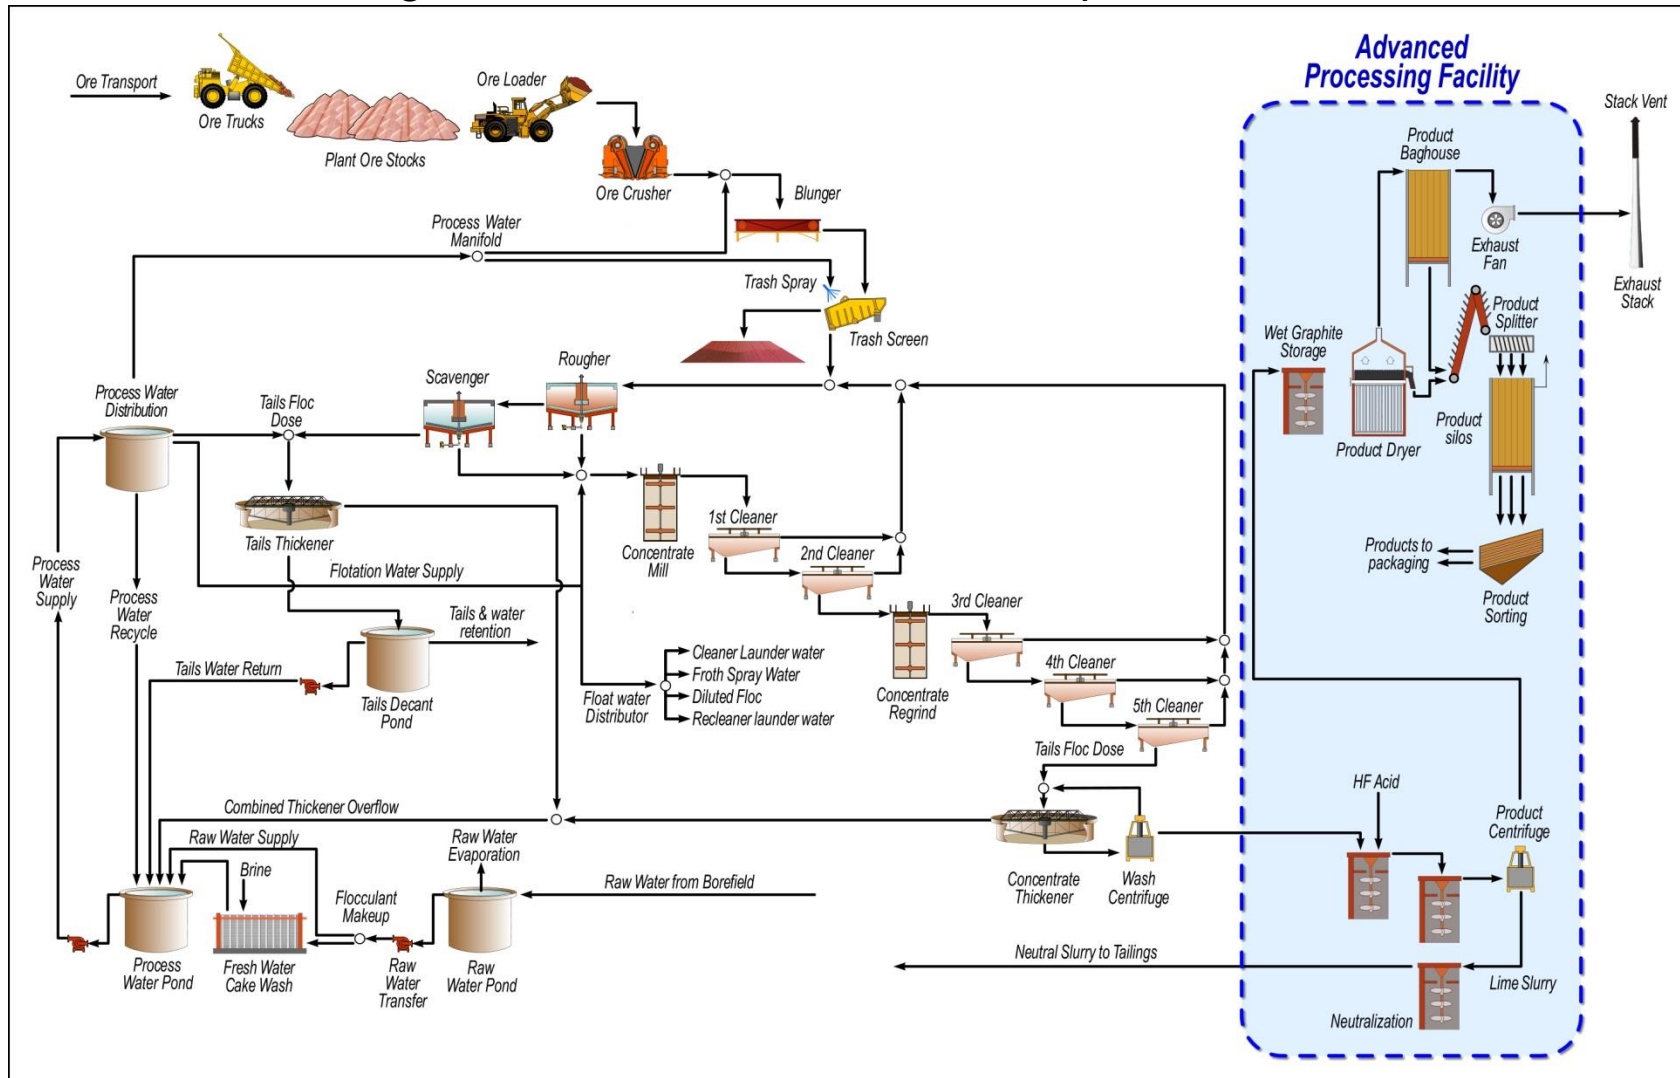 Advanced
Processing Facility
Ore Transport
Ore Trucks
Plant Ore Stocks
Ore Loader
Ore Crusher
Blunger
Process Water
Manifold
Trash Spray
Trash Screen
Stack Vent
Exhaust
Stack
Product
Baghouse
Exhaust
Fan
Product
Splitter
Wet Graphite
Storage
Product
silos
Product Dryer
Products to
packaging
Product
Sorting
Rougher
Scavenger
Process Water
Distribution
Tails Floc
Dose
Tails Thickener
Concentrate
Mill
1st Cleaner
2nd Cleaner
3rd Cleaner
4th Cleaner
5th Cleaner
Concentrate
Regrind
Process
Water
Supply
Process
Water
Recycle
Flotation Water Supply
Tails & water
retention
Tails Water Return
Tails Decant
Pond
Float water
Distributor
Cleaner Launder water
Froth Spray Water
Diluted Floc
Recleaner launder water
Tails Floc Dose
Combined Thickener Overflow
Raw Water Supply
Raw Water
Evaporation
Brine
Flocculant
Makeup
Raw Water from Borefield
Concentrate
Thickener
Wash
Centrifuge
HF Acid
Product
Centrifuge
Process
Water Pond
Fresh Water
Cake Wash
Raw
Water
Transfer
Raw
Water Pond
Neutral Slurry to Tailings
Lime Slurry
Neutralization